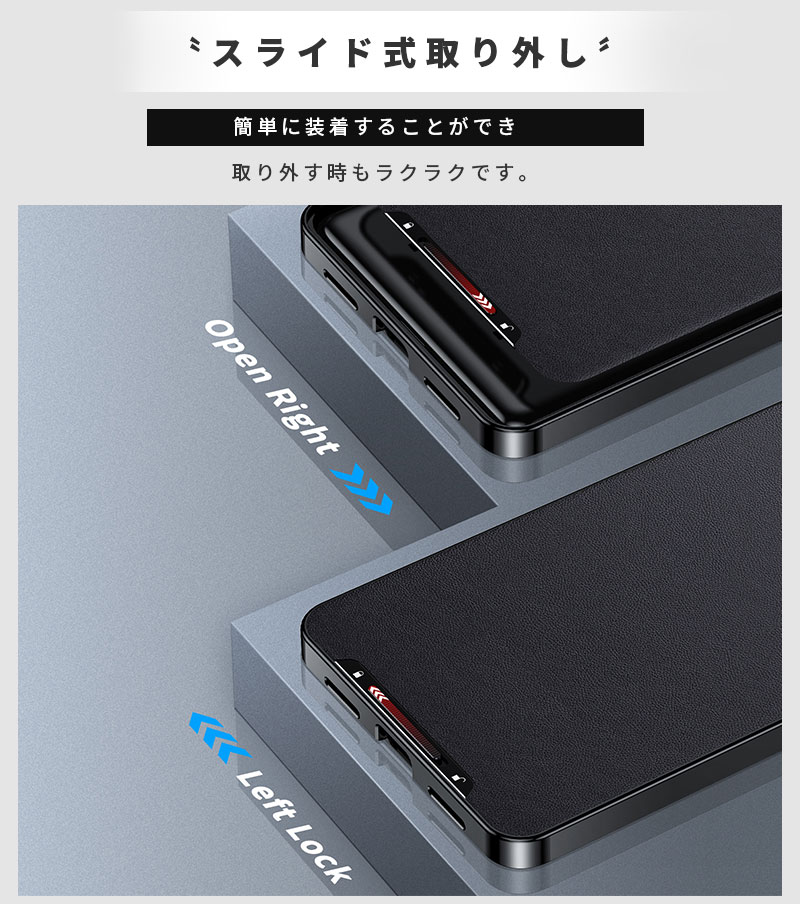 〝スライド式取り外し〞
簡単に装着することができ
取り外す時もラクラクです。
Open Right
Left Lock